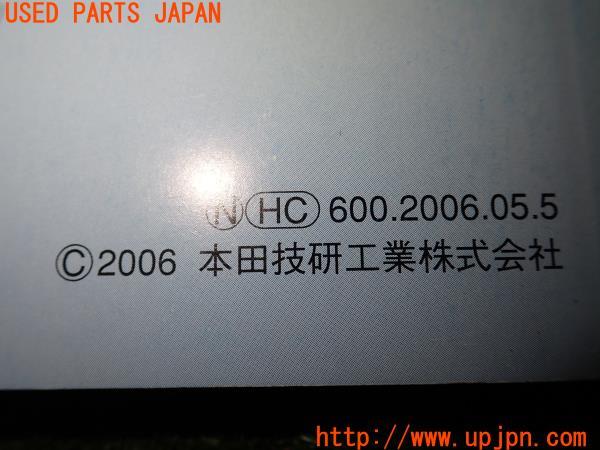 USED PARTS JAPAN
Ⓝ HC 600.2006.05.5
©2006 本田技研工業株式会社
http://www.upjpn.com